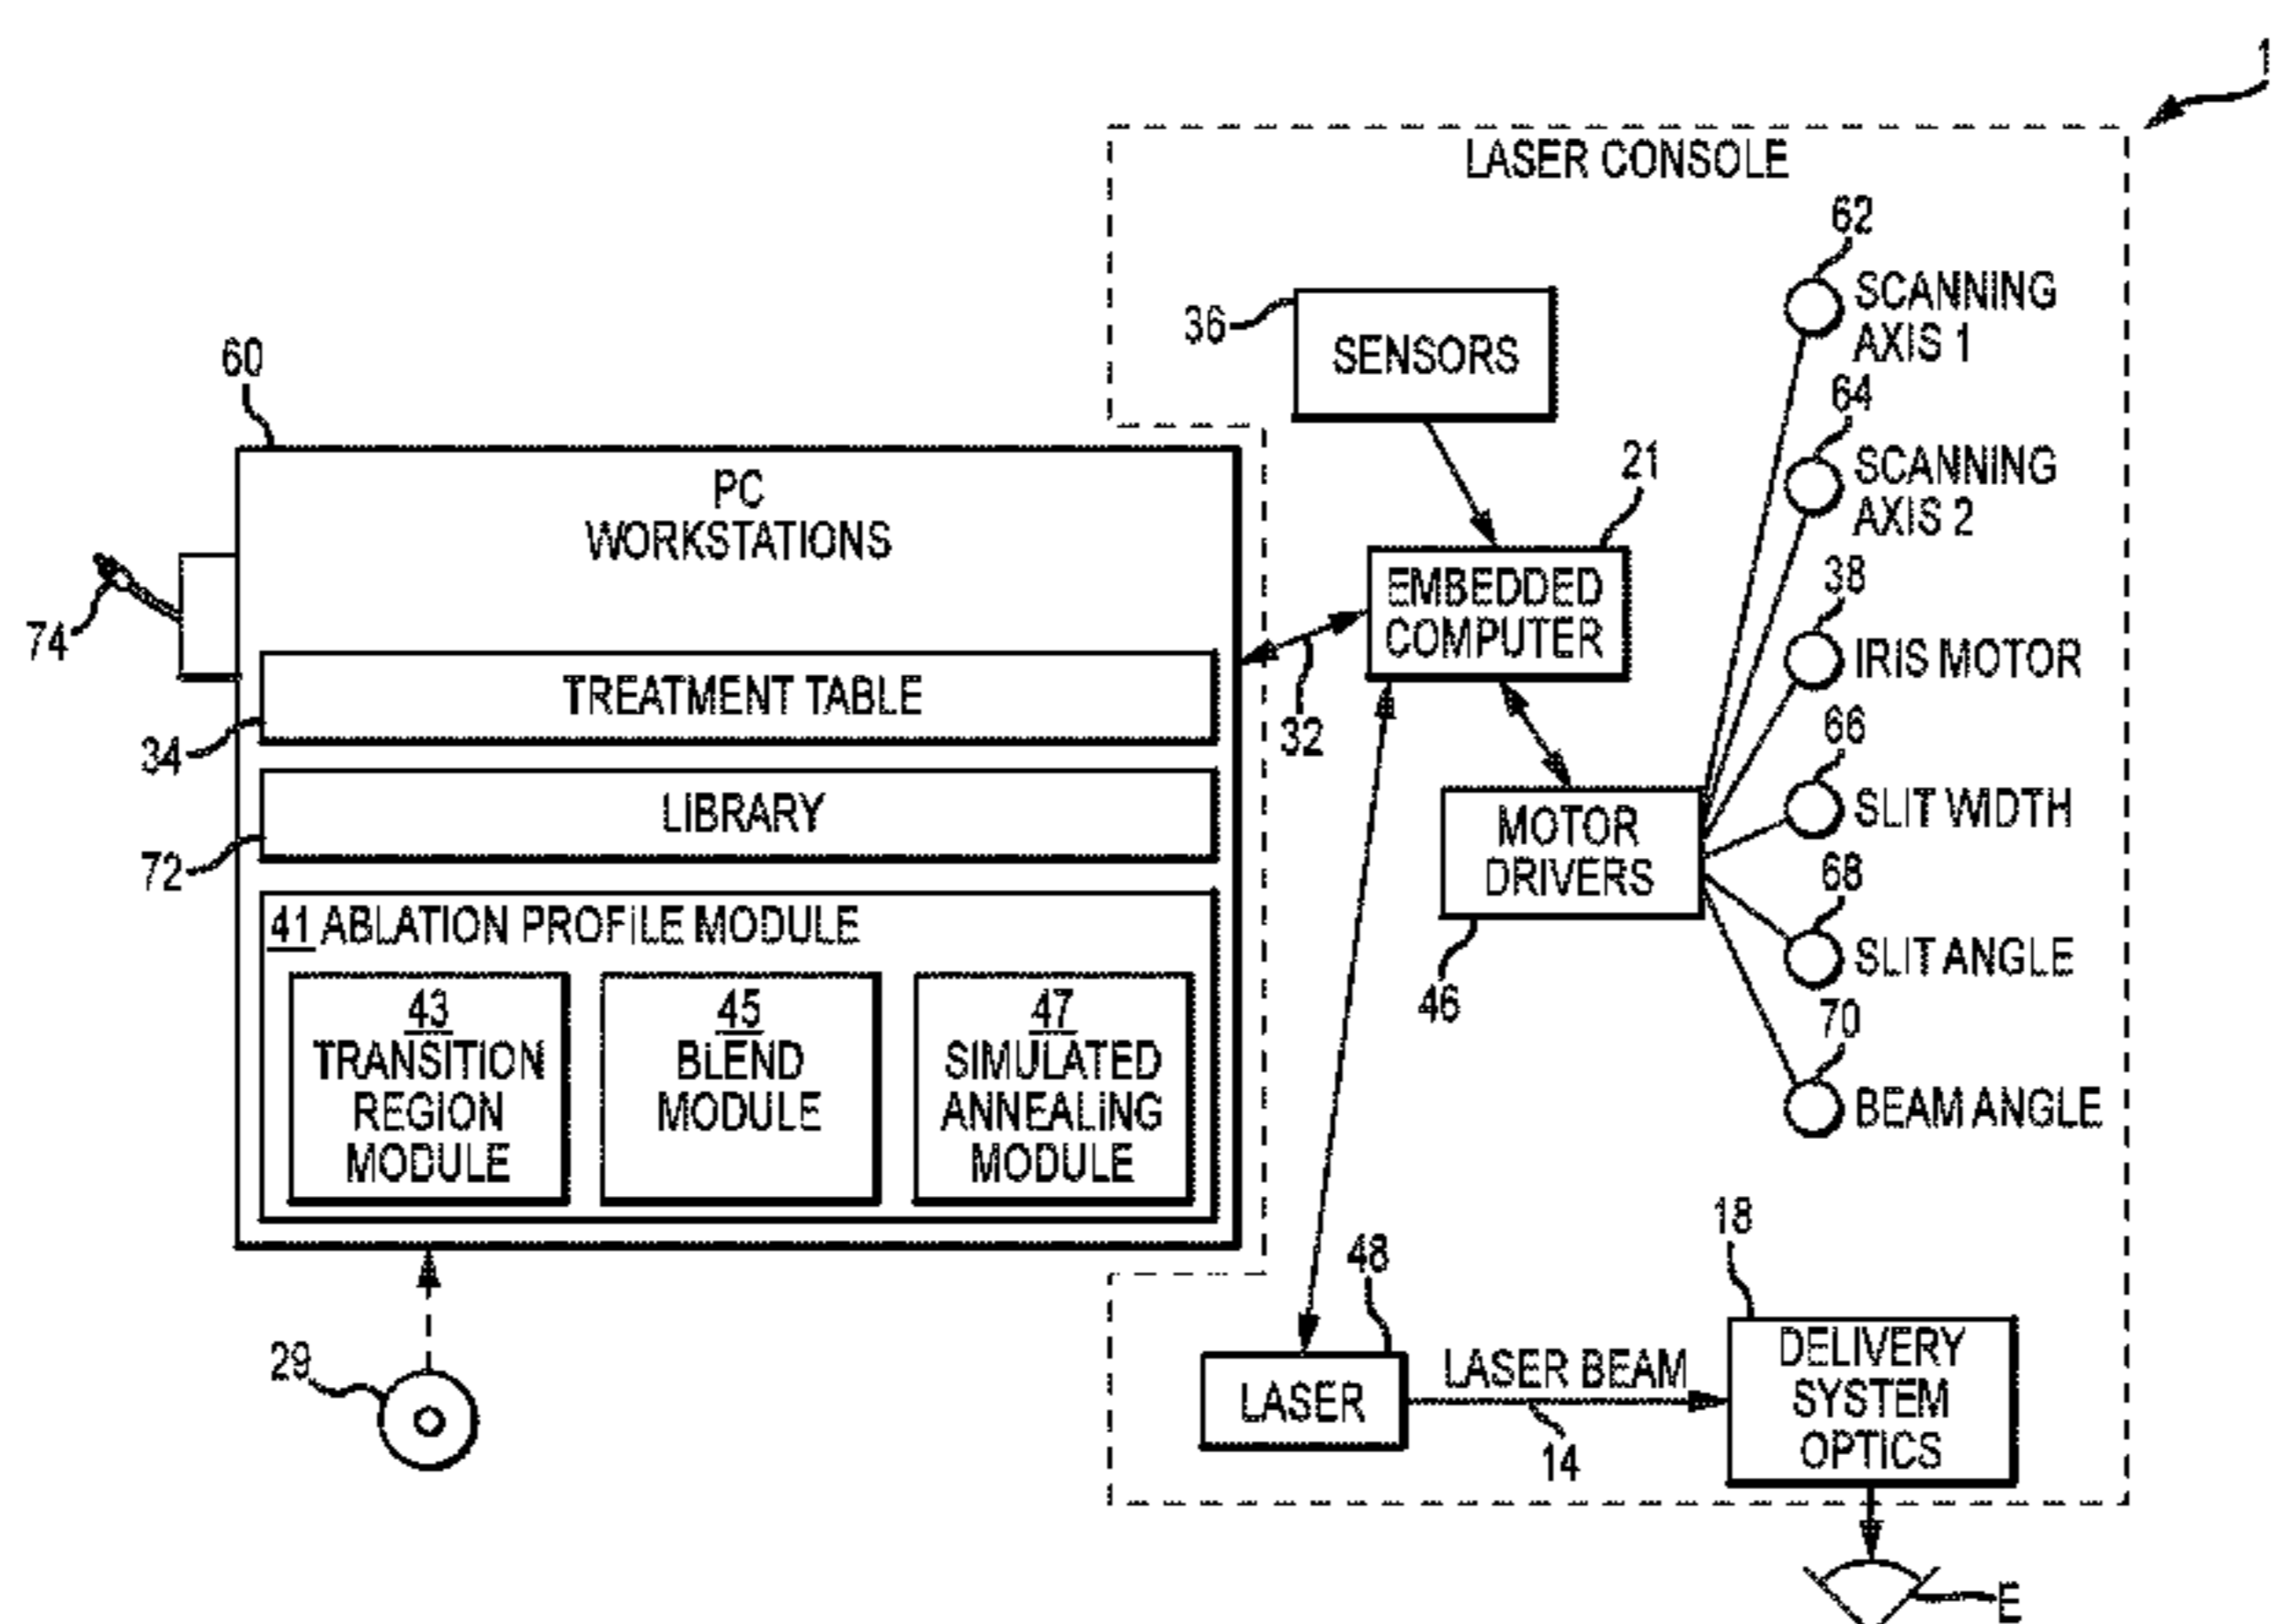 1
LASER CONSOLE
62
SCANNING
AXIS 1
36
SENSORS
64
SCANNING
AXIS 2
60
PC
WORKSTATIONS
21
EMBEDDED
COMPUTER
38
IRIS MOTOR
74
TREATMENT TABLE
34
32
66
SLIT WIDTH
LIBRARY
72
MOTOR
DRIVERS
46
68
SLIT ANGLE
41 ABLATION PROFILE MODULE
43
TRANSITION
REGION
MODULE
45
BLEND
MODULE
47
SIMULATED
ANNEALING
MODULE
70
BEAM ANGLE
18
48
29
LASER
LASER BEAM
14
DELIVERY
SYSTEM
OPTICS
E